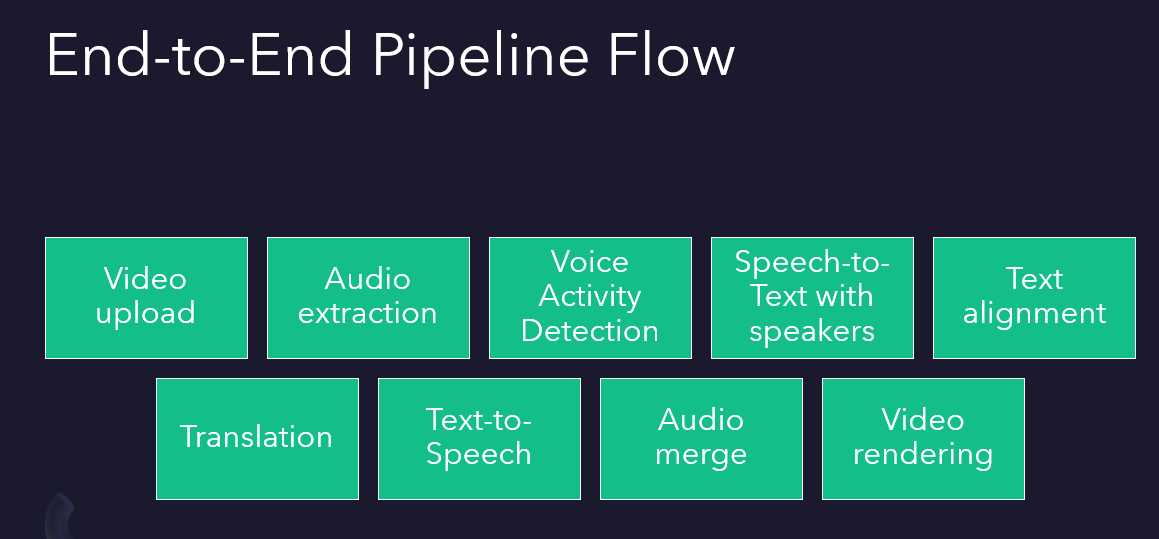 End-to-End Pipeline Flow
Video
upload
Audio
extraction
Voice
Activity
Detection
Speech-to-
Text with
speakers
Text
alignment
Translation
Text-to-
Speech
Audio
merge
Video
rendering